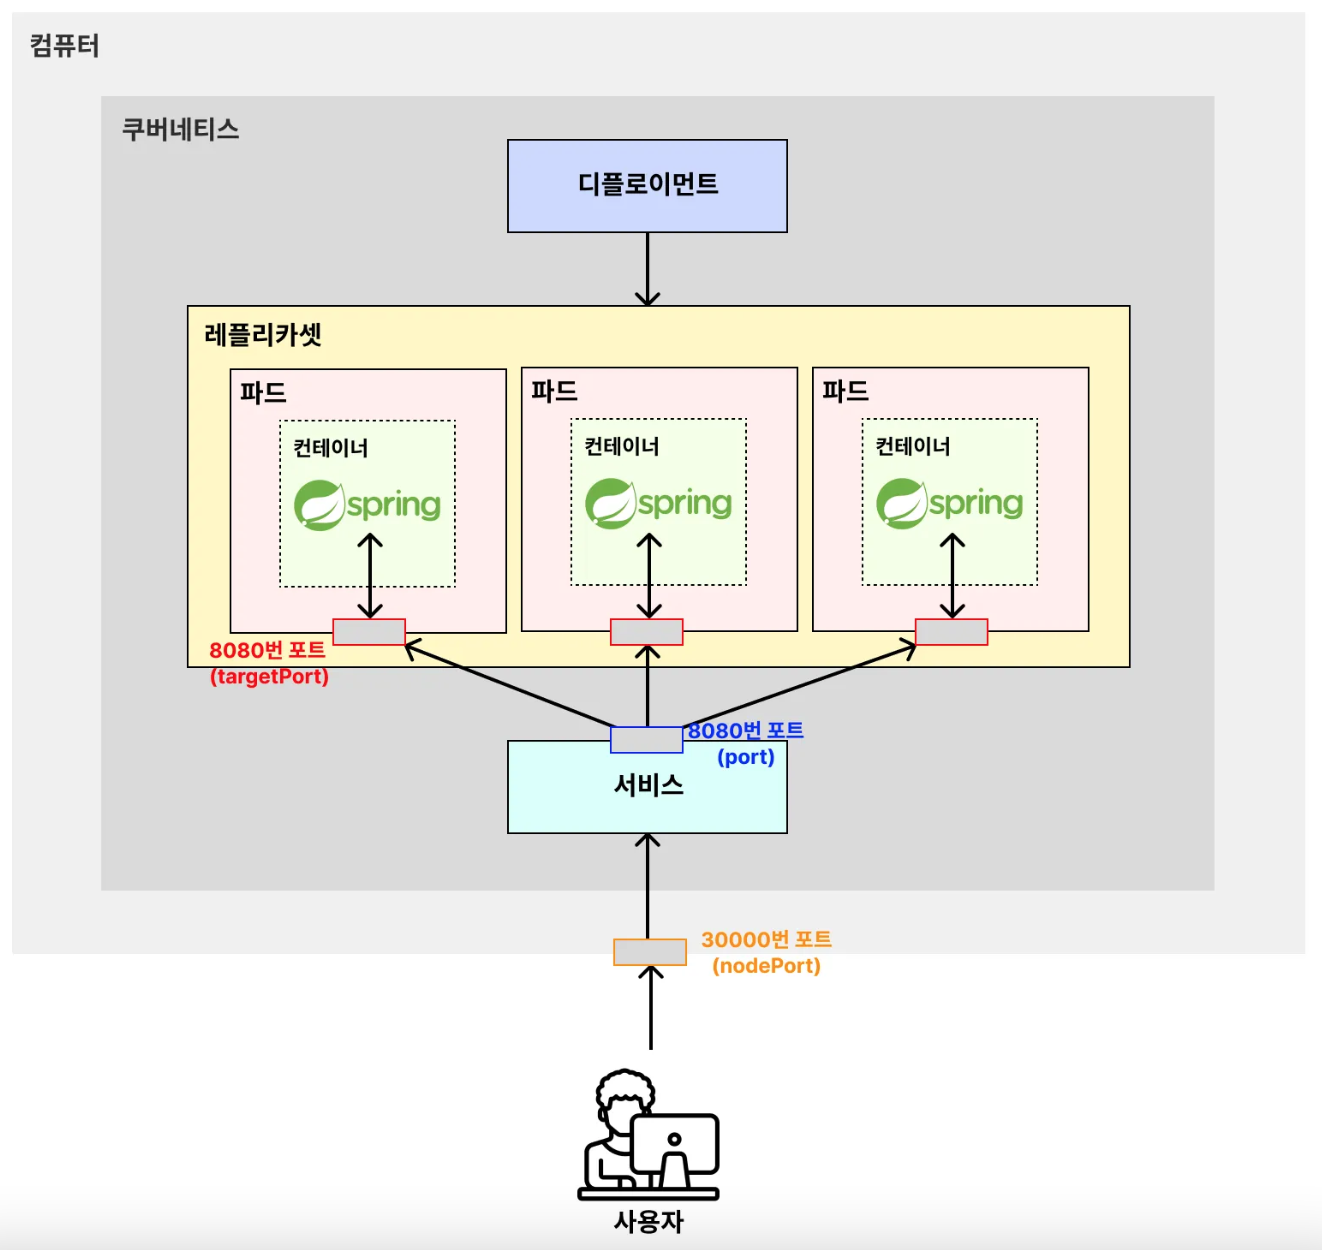 컴퓨터
쿠버네티스
디플로이먼트
레플리카셋
파드
컨테이너
spring
파드
컨테이너
spring
파드
컨테이너
spring
8080번 포트
(targetPort)
8080번 포트
(port)
서비스
30000번 포트
(nodePort)
사용자